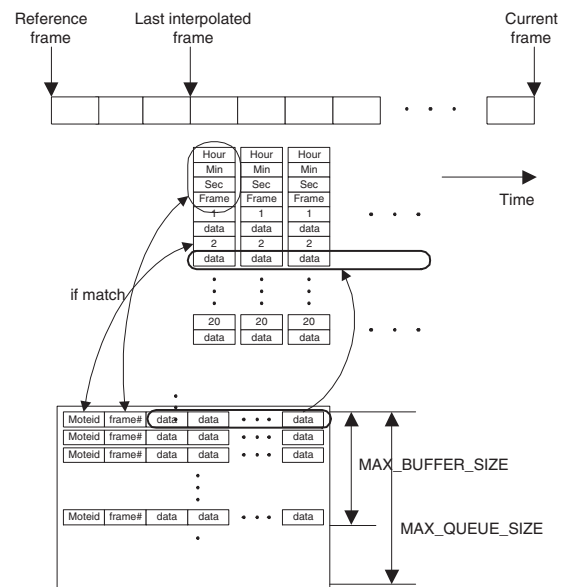 Reference frame
Last interpolated frame
Current frame
Hour Hour Hour
Min Min Min
Sec Sec Sec
Frame Frame Frame
Time
1 1 1
data data data
2 2 2
data data data
if match
20 20 20
data data data
Moteid frame# data data data
Moteid frame# data data data
Moteid frame# data data data
MAX_BUFFER_SIZE
Moteid frame# data data data
MAX_QUEUE_SIZE